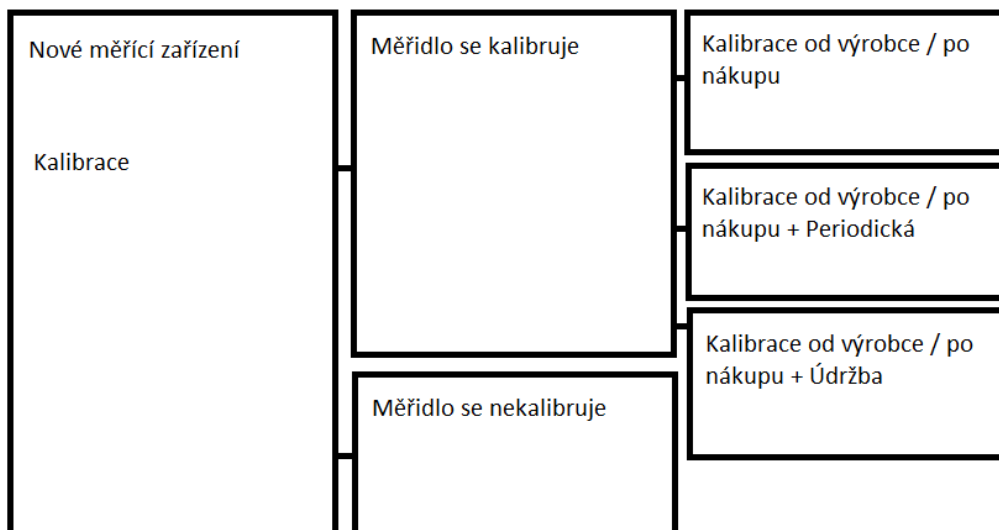 Nové měřící zařízení
Kalibrace
Měřidlo se kalibruje
Měřidlo se nekalibruje
Kalibrace od výrobce / po
nákupu
Kalibrace od výrobce / po
nákupu + Periodická
Kalibrace od výrobce / po
nákupu + Údržba